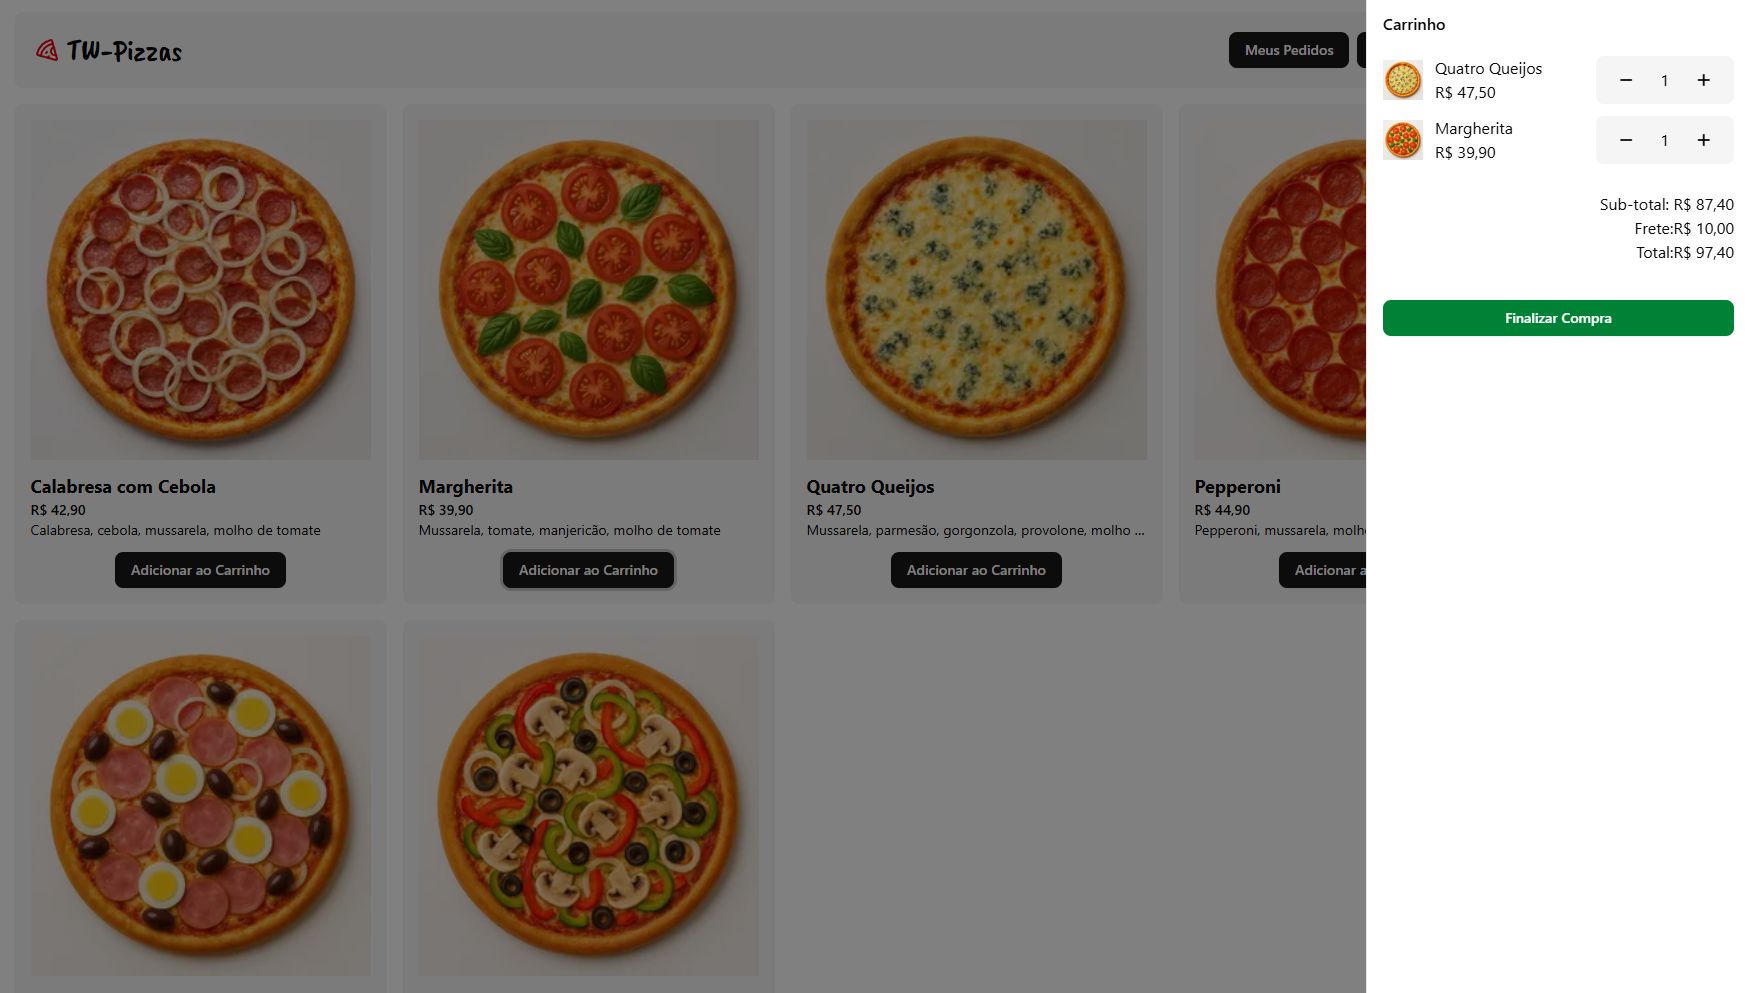 TW-Pizzas
Meus Pedidos
Calabresa com Cebola
R$ 42,90
Calabresa, cebola, mussarela, molho de tomate
Adicionar ao Carrinho
Margherita
R$ 39,90
Mussarela, tomate, manjericão, molho de tomate
Adicionar ao Carrinho
Quatro Queijos
R$ 47,50
Mussarela, parmesão, gorgonzola, provolone, molho ...
Adicionar ao Carrinho
Pepperoni
R$ 44,90
Pepperoni, mussarela,
Adicionar
Carrinho
Quatro Queijos
R$ 47,50
1
Margherita
R$ 39,90
1
Sub-total: R$ 87,40
Frete:R$ 10,00
Total:R$ 97,40
Finalizar Compra